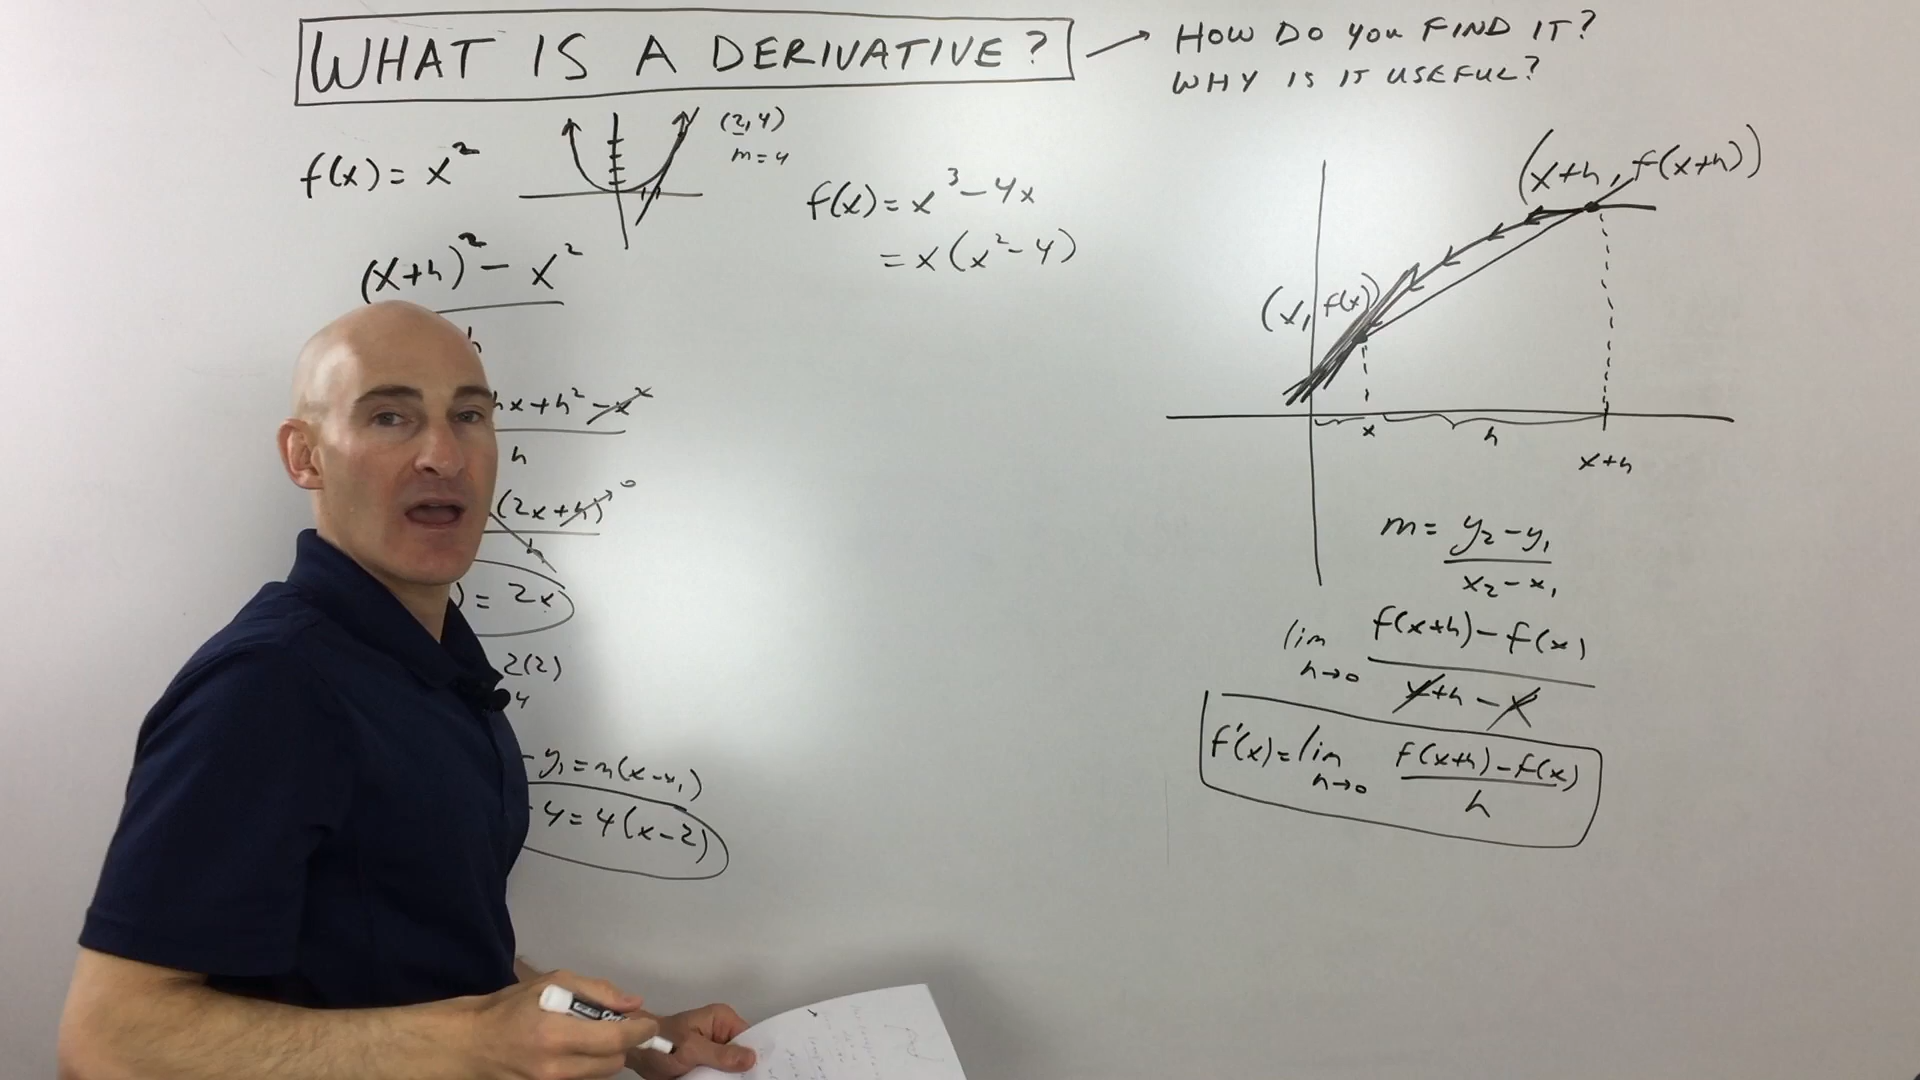 WHAT IS A DERIVATIVE?
HOW DO YOU FIND IT?
WHY IS IT USEFUL?
f(x) = x²
(2, 4)
m = 4
(x+h)² - x²
h
hx + h² - x²
h
(2x + h) → 0
h
) = 2x
2(2)
4
- y₁ = m(x - x₁)
- 4 = 4(x - 2)
f(x) = x³ - 4x
= x(x² - 4)
(x+h, f(x+h))
(x, f(x))
x
h
x+h
m = y₂ - y₁
x₂ - x₁
lim f(x+h) - f(x)
h→0 x+h - x
f'(x) = lim f(x+h) - f(x)
h→0 h